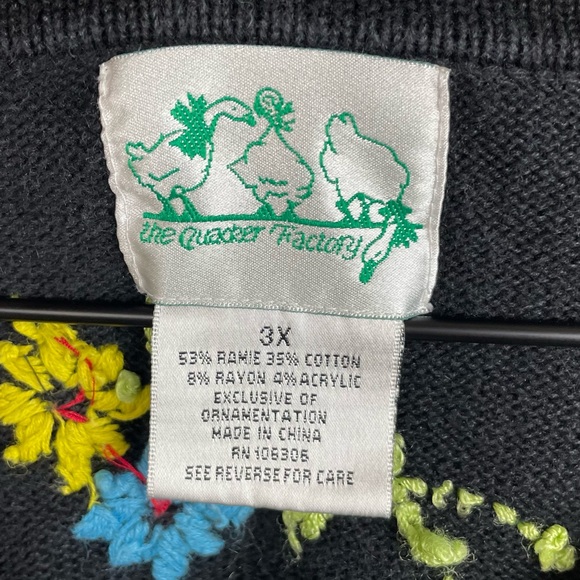 the Quacker Factory
3X
53% RAMIE 35% COTTON
8% RAYON 4% ACRYLIC
EXCLUSIVE OF
ORNAMENTATION
MADE IN CHINA
RN 106306
SEE REVERSE FOR CARE